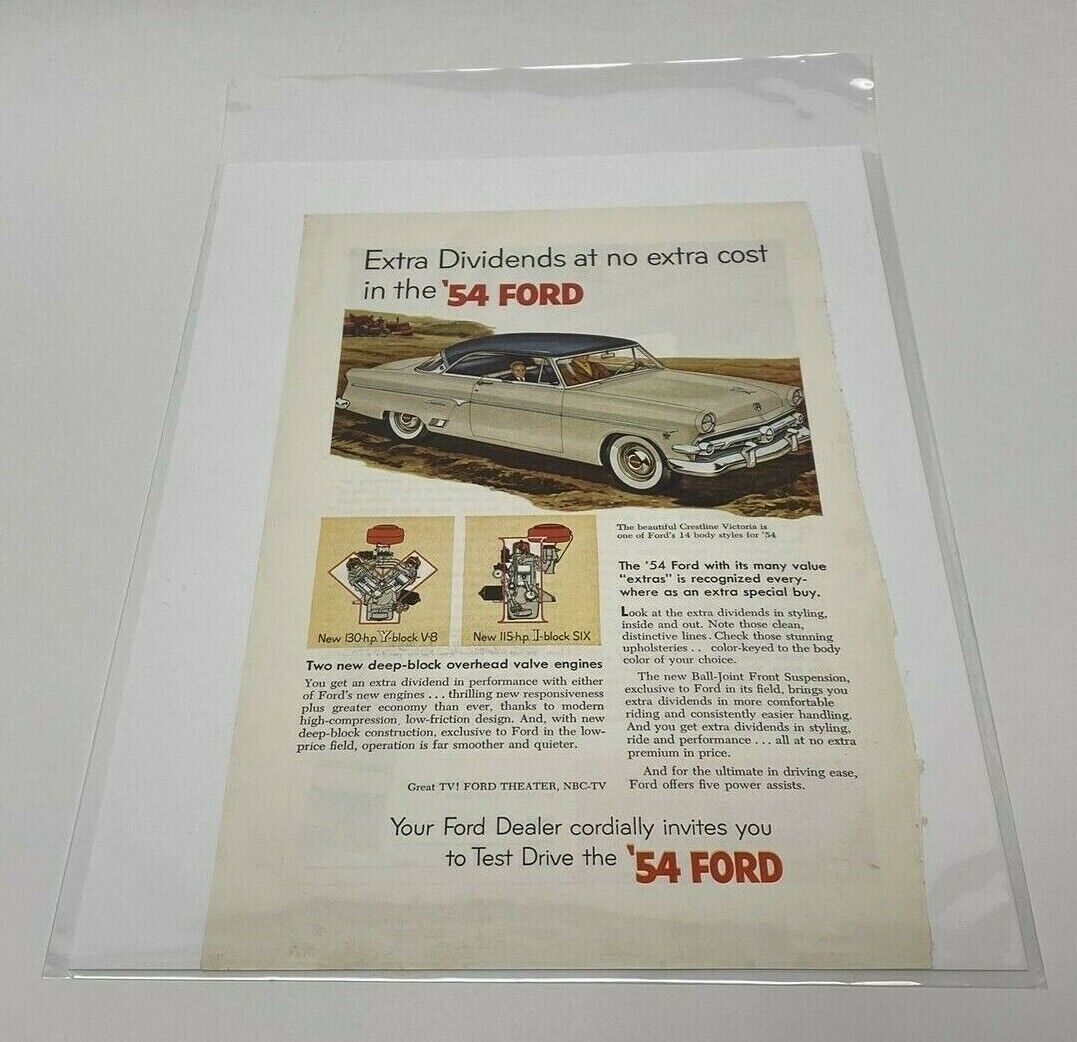 Extra Dividends at no extra cost
in the '54 FORD
The beautiful Crestline Victoria is
one of Ford's 14 body styles for '54
New 130-h.p. Y-block V-8
New 115-h.p. I-block SIX
Two new deep-block overhead valve engines
You get an extra dividend in performance with either
of Ford's new engines . . . thrilling new responsiveness
plus greater economy than ever, thanks to modern
high-compression, low-friction design. And, with new
deep-block construction, exclusive to Ford in the low-
price field, operation is far smoother and quieter.
Great TV! FORD THEATER, NBC-TV
The '54 Ford with its many value
"extras" is recognized every-
where as an extra special buy.
Look at the extra dividends in styling,
inside and out. Note those clean,
distinctive lines. Check those stunning
upholsteries . . color-keyed to the body
color of your choice.
The new Ball-Joint Front Suspension,
exclusive to Ford in its field, brings you
extra dividends in more comfortable
riding and consistently easier handling.
And you get extra dividends in styling,
ride and performance . . . all at no extra
premium in price.
And for the ultimate in driving ease,
Ford offers five power assists.
Your Ford Dealer cordially invites you
to Test Drive the '54 FORD